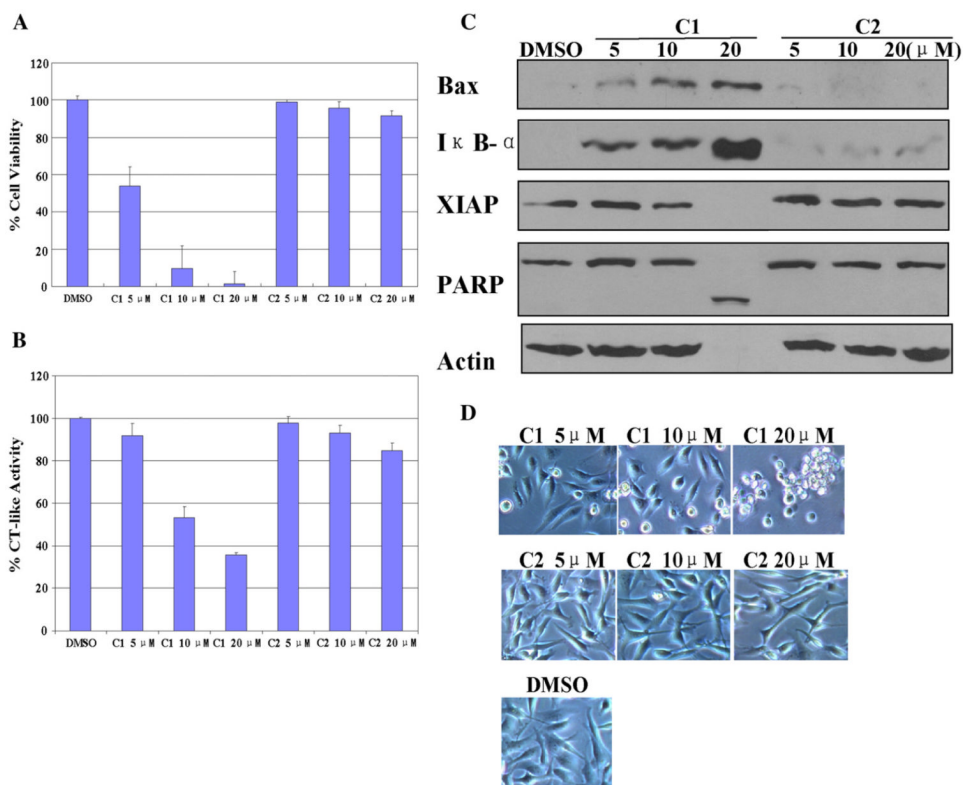 A
% Cell Viability
120
100
80
60
40
20
0
DMSO C1 5 μM C1 10 μM C1 20 μM C2 5 μM C2 10 μM C2 20 μM
B
% CT-like Activity
120
100
80
60
40
20
0
DMSO C1 5 μM C1 10 μM C1 20 μM C2 5 μM C2 10 μM C2 20 μM
C
C1 C2
DMSO 5 10 20 5 10 20(μM)
Bax
IκB-α
XIAP
PARP
Actin
D
C1 5μM C1 10μM C1 20μM
C2 5μM C2 10μM C2 20μM
DMSO